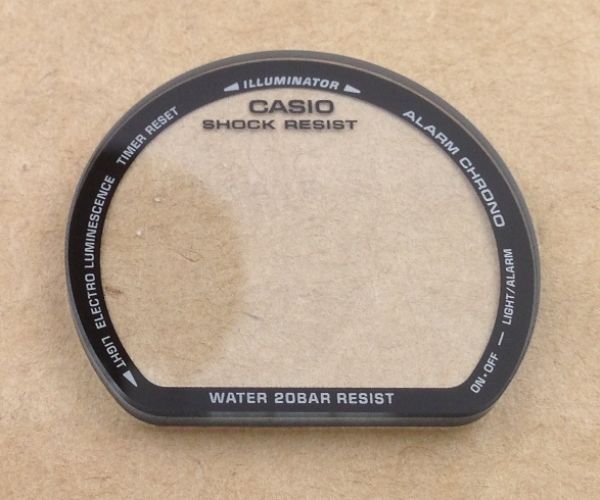 ◄ ILLUMINATOR ►
CASIO
SHOCK RESIST
TIMER RESET
ALARM CHRONO
ELECTRO LUMINESCENCE
LIGHT ►
LIGHT/ALARM
ON·OFF —
WATER 20BAR RESIST